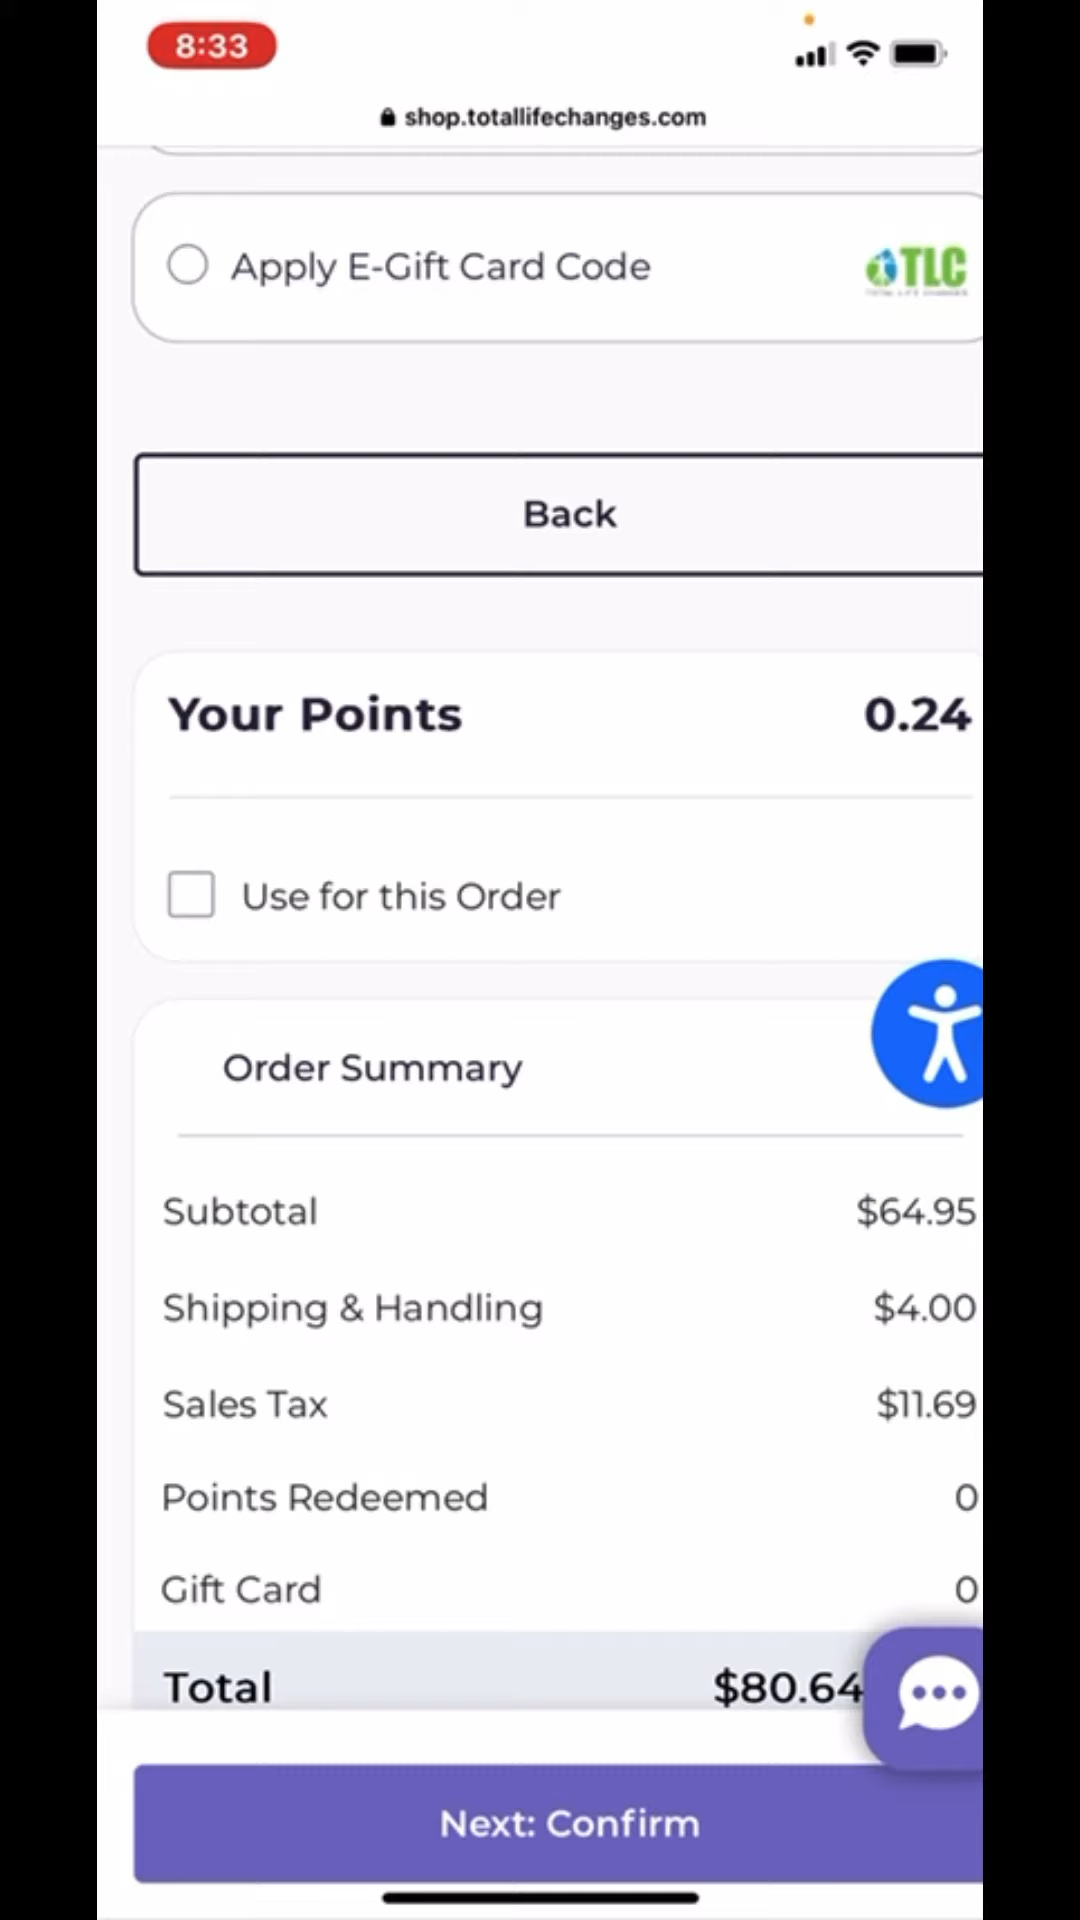 8:33
shop.totallifechanges.com
Apply E-Gift Card Code
TLC
Back
Your Points 0.24
Use for this Order
Order Summary
Subtotal $64.95
Shipping & Handling $4.00
Sales Tax $11.69
Points Redeemed 0
Gift Card 0
Total $80.64
Next: Confirm